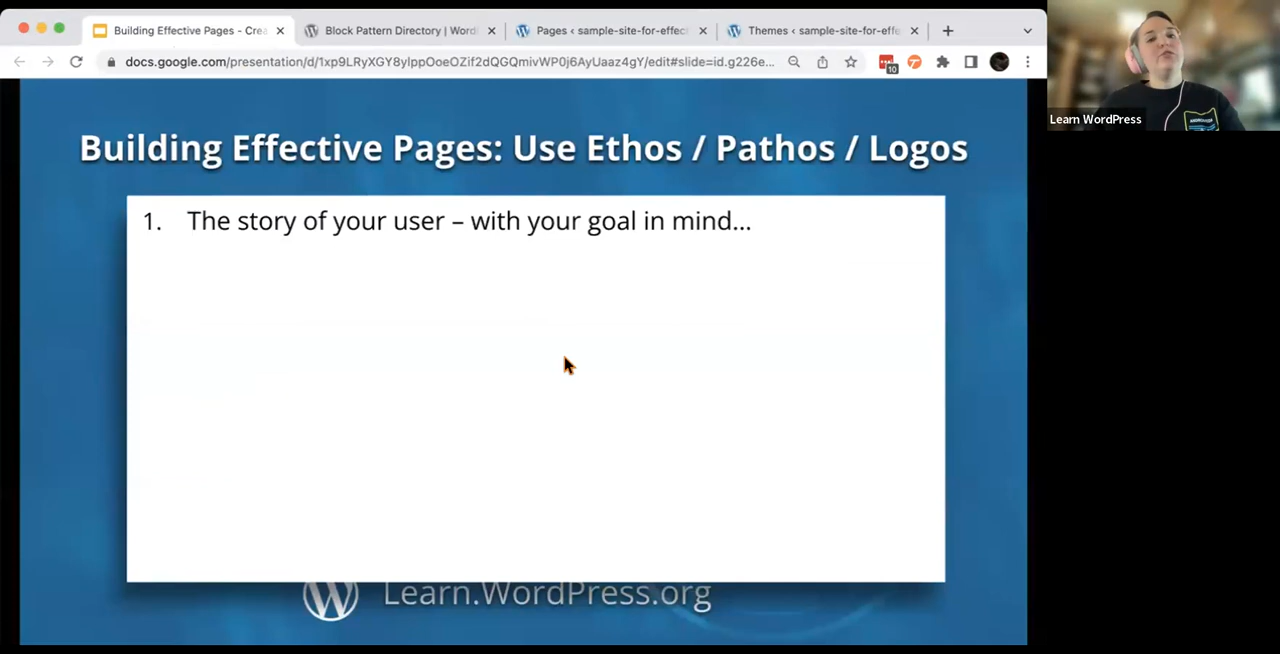 Building Effective Pages - Crea
Block Pattern Directory | Word
Pages < sample-site-for-effect
Themes < sample-site-for-effe
docs.google.com/presentation/d/1xp9LRyXGY8yIppOoeOZif2dQGQmivWP0j6AyUaaz4gY/edit#slide=id.g226e...
10
Learn WordPress
Building Effective Pages: Use Ethos / Pathos / Logos
1. The story of your user – with your goal in mind...
Learn.WordPress.org